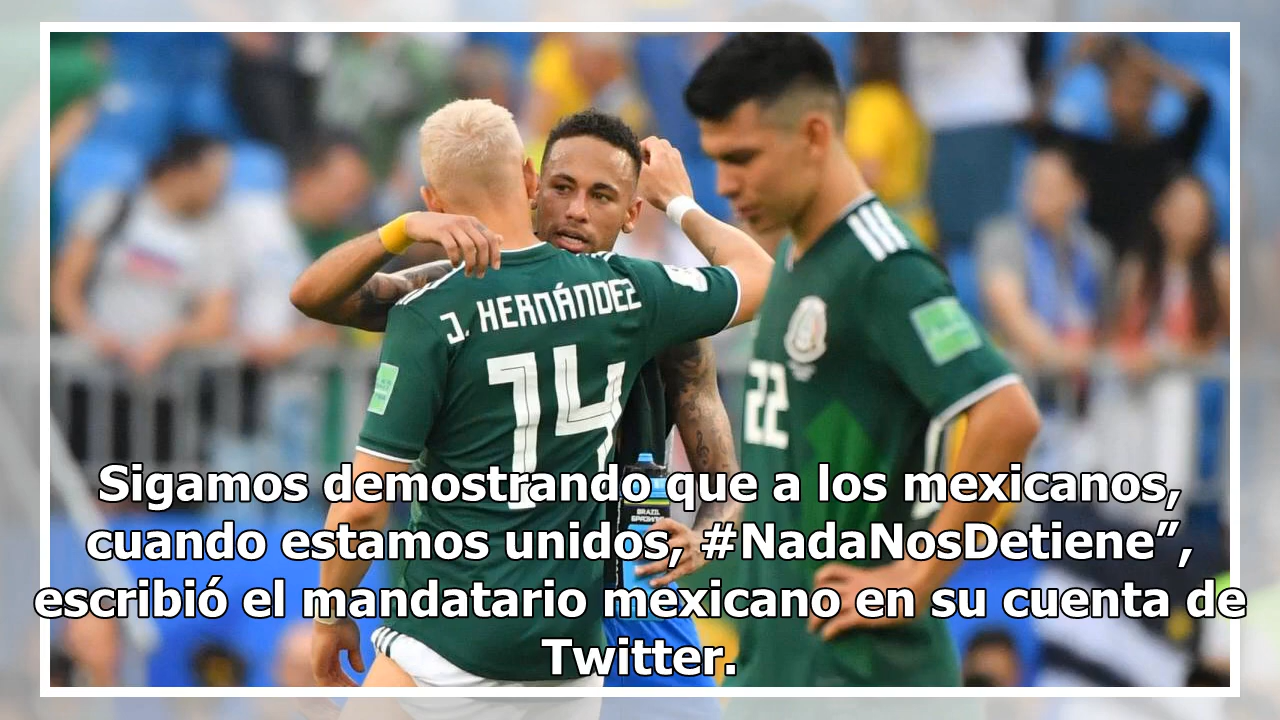 J. HERNÁNDEZ
14
22
BRAZIL
Sigamos demostrando que a los mexicanos,
cuando estamos unidos, #NadaNosDetiene”,
escribió el mandatario mexicano en su cuenta de
Twitter.